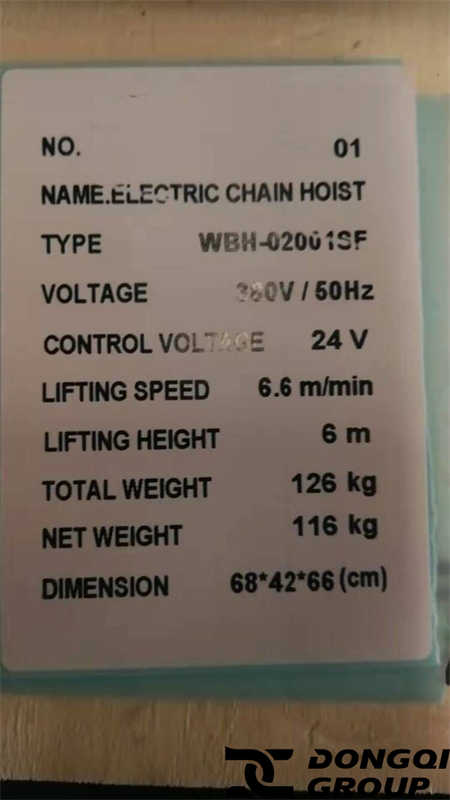 NO. 01
NAME.ELECTRIC CHAIN HOIST
TYPE WBH-02001SF
VOLTAGE 380V / 50Hz
CONTROL VOLTAGE 24 V
LIFTING SPEED 6.6 m/min
LIFTING HEIGHT 6 m
TOTAL WEIGHT 126 kg
NET WEIGHT 116 kg
DIMENSION 68*42*66 (cm)
DONGQI
GROUP